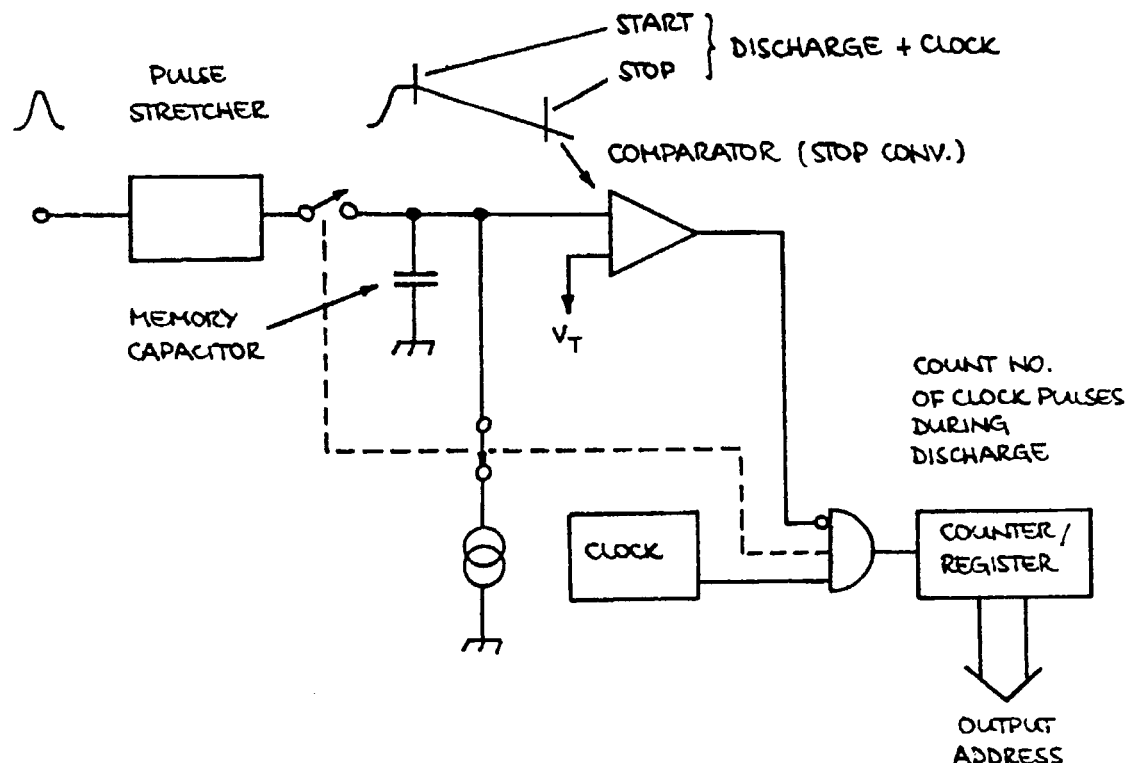 START
DISCHARGE + CLOCK
STOP
PULSE
STRETCHER
COMPARATOR (STOP CONV.)
MEMORY
CAPACITOR
V_T
COUNT NO.
OF CLOCK PULSES
DURING
DISCHARGE
CLOCK
COUNTER/
REGISTER
OUTPUT
ADDRESS